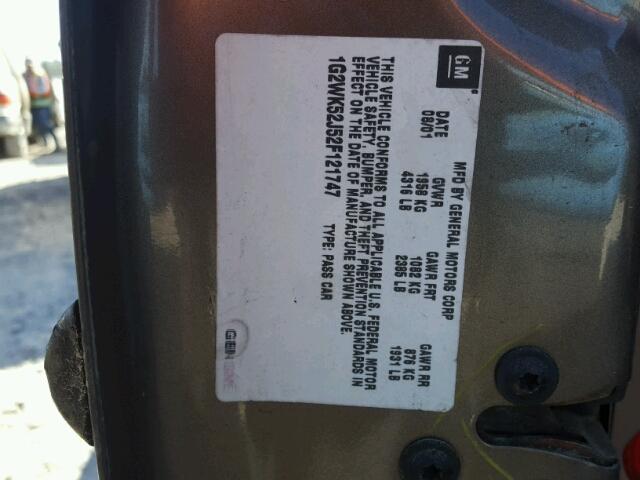 GM
MFD BY GENERAL MOTORS CORP
DATE GVWR GAWR FRT GAWR RR
08/01 1958 KG 1082 KG 876 KG
4316 LB 2385 LB 1931 LB
THIS VEHICLE CONFORMS TO ALL APPLICABLE U.S. FEDERAL MOTOR
VEHICLE SAFETY, BUMPER, AND THEFT PREVENTION STANDARDS IN
EFFECT ON THE DATE OF MANUFACTURE SHOWN ABOVE.
1G2WK52J52F121747 TYPE: PASS CAR